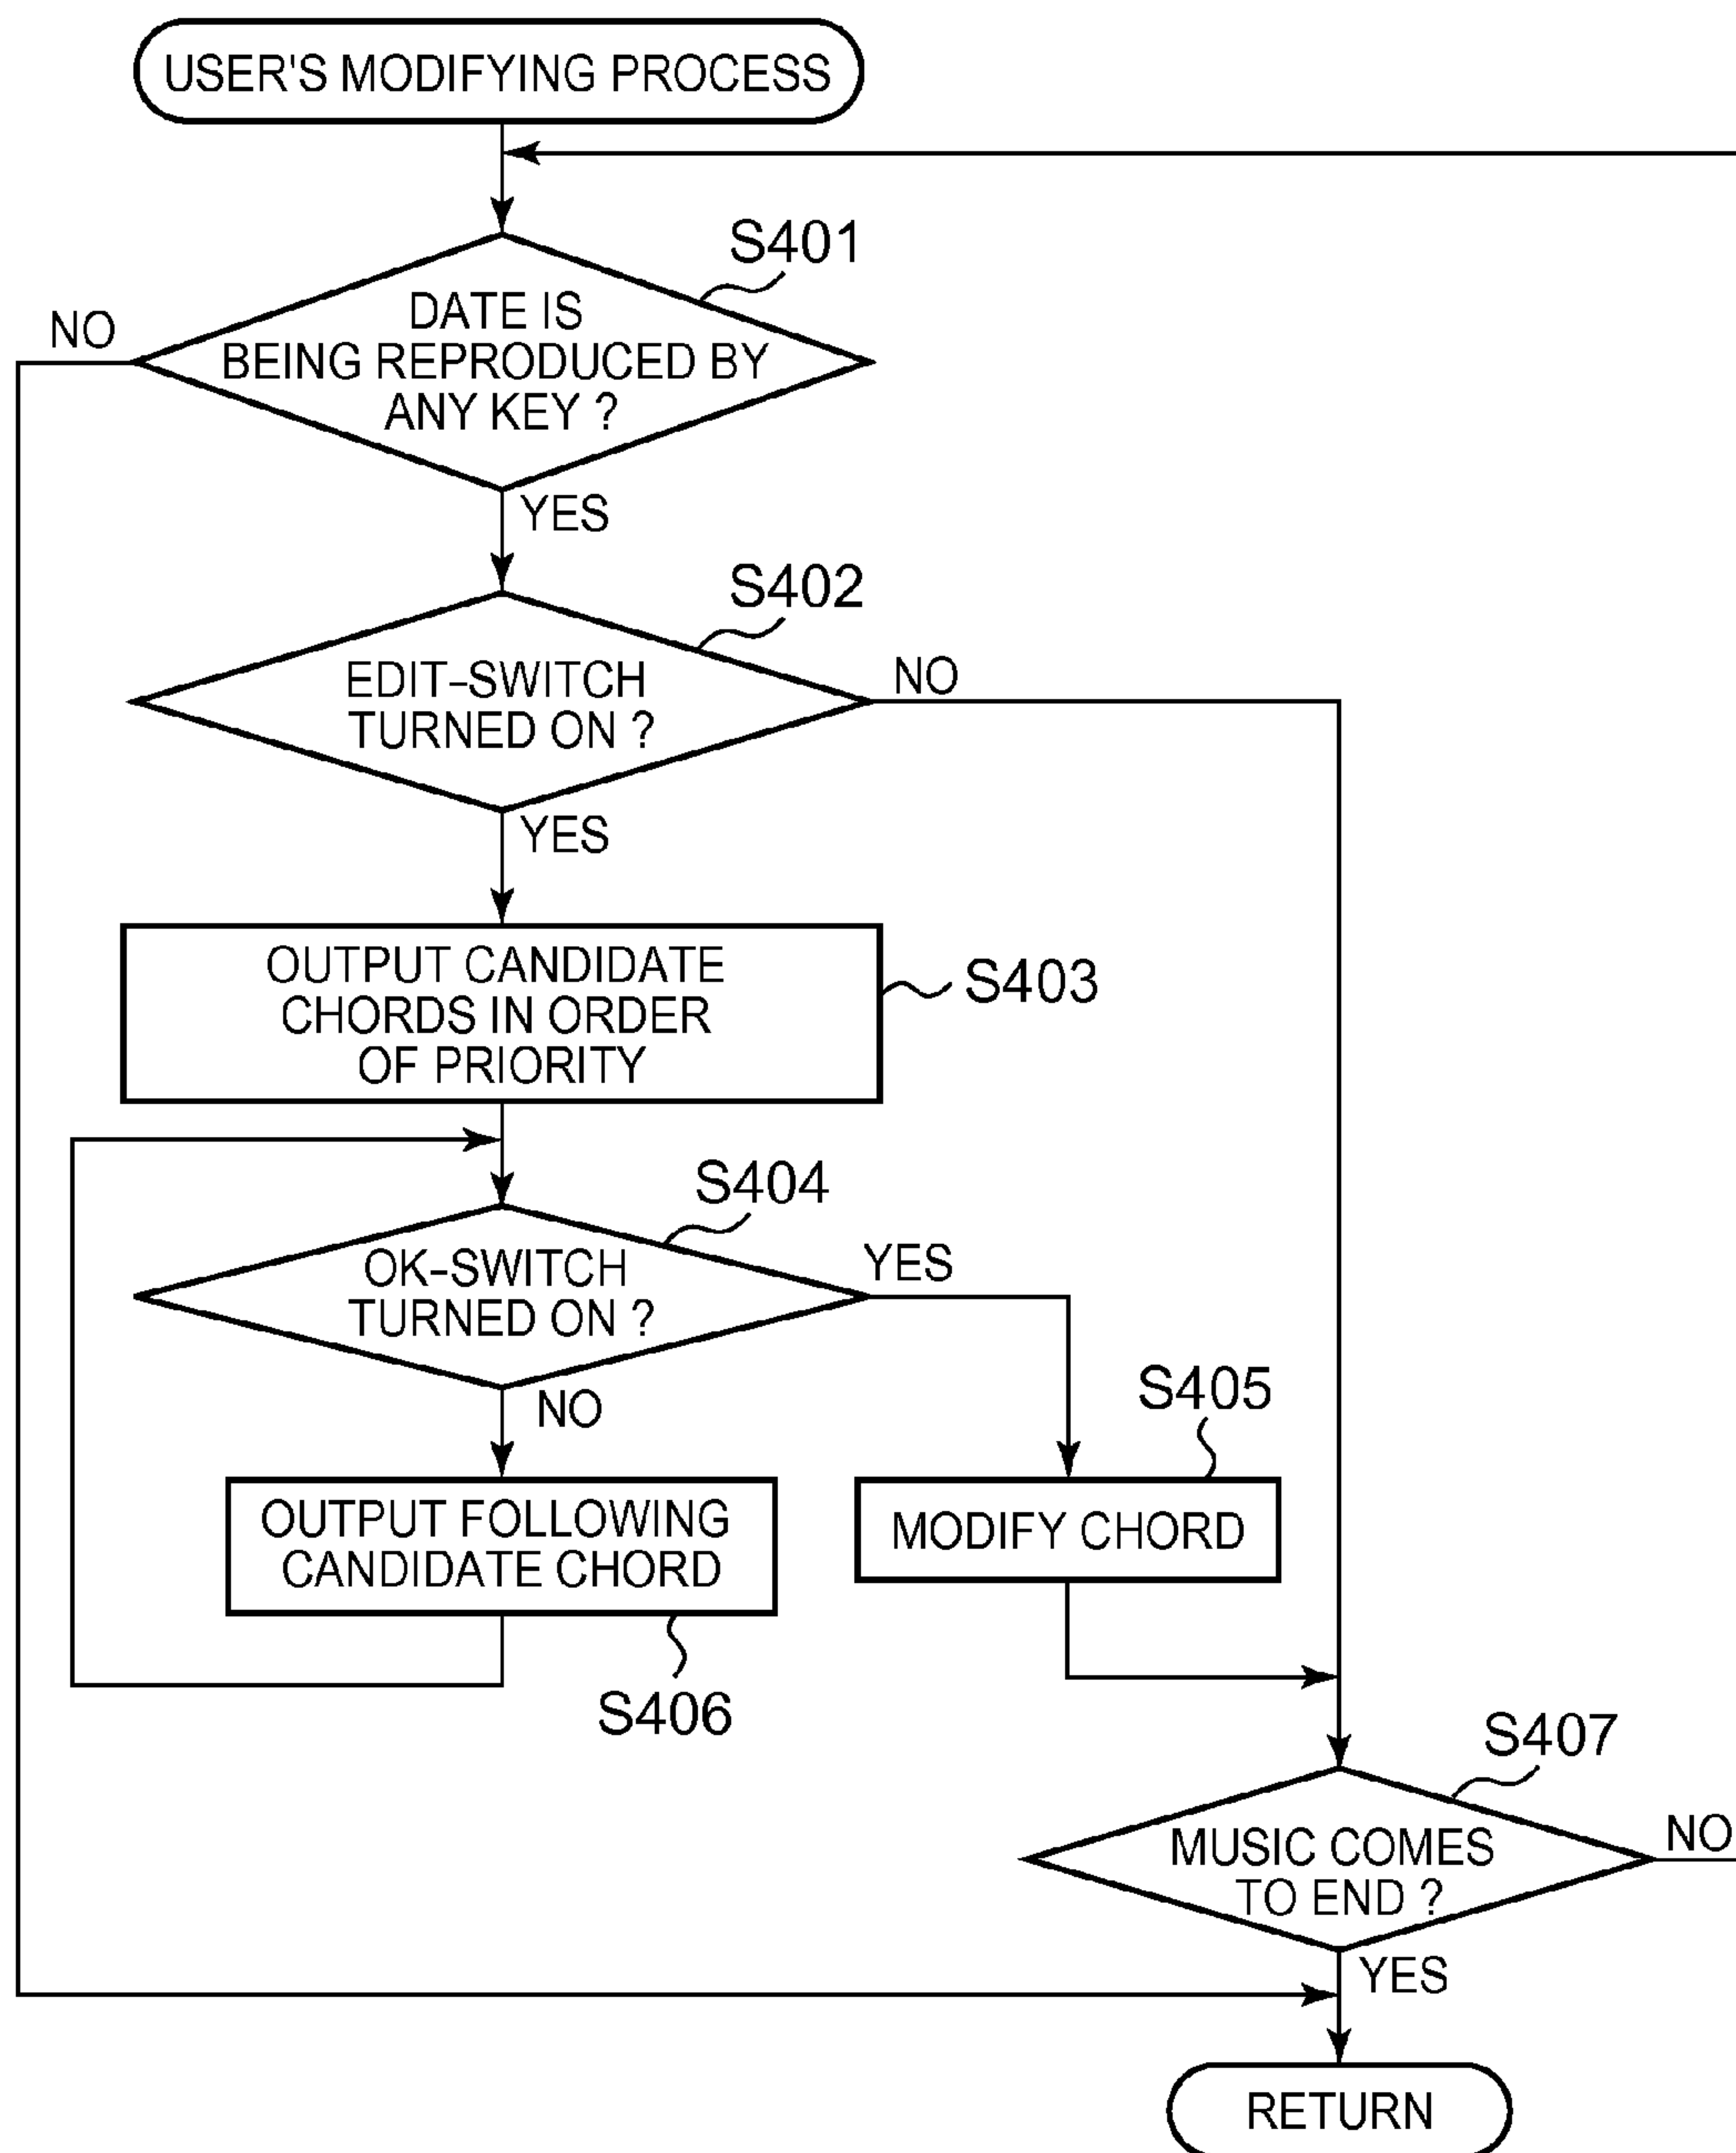 USER'S MODIFYING PROCESS
S401
NO
DATE IS
BEING REPRODUCED BY
ANY KEY ?
YES
S402
EDIT-SWITCH
TURNED ON ?
NO
YES
OUTPUT CANDIDATE
CHORDS IN ORDER
OF PRIORITY
S403
S404
OK-SWITCH
TURNED ON ?
YES
NO
S405
OUTPUT FOLLOWING
CANDIDATE CHORD
MODIFY CHORD
S406
S407
MUSIC COMES
TO END ?
NO
YES
RETURN